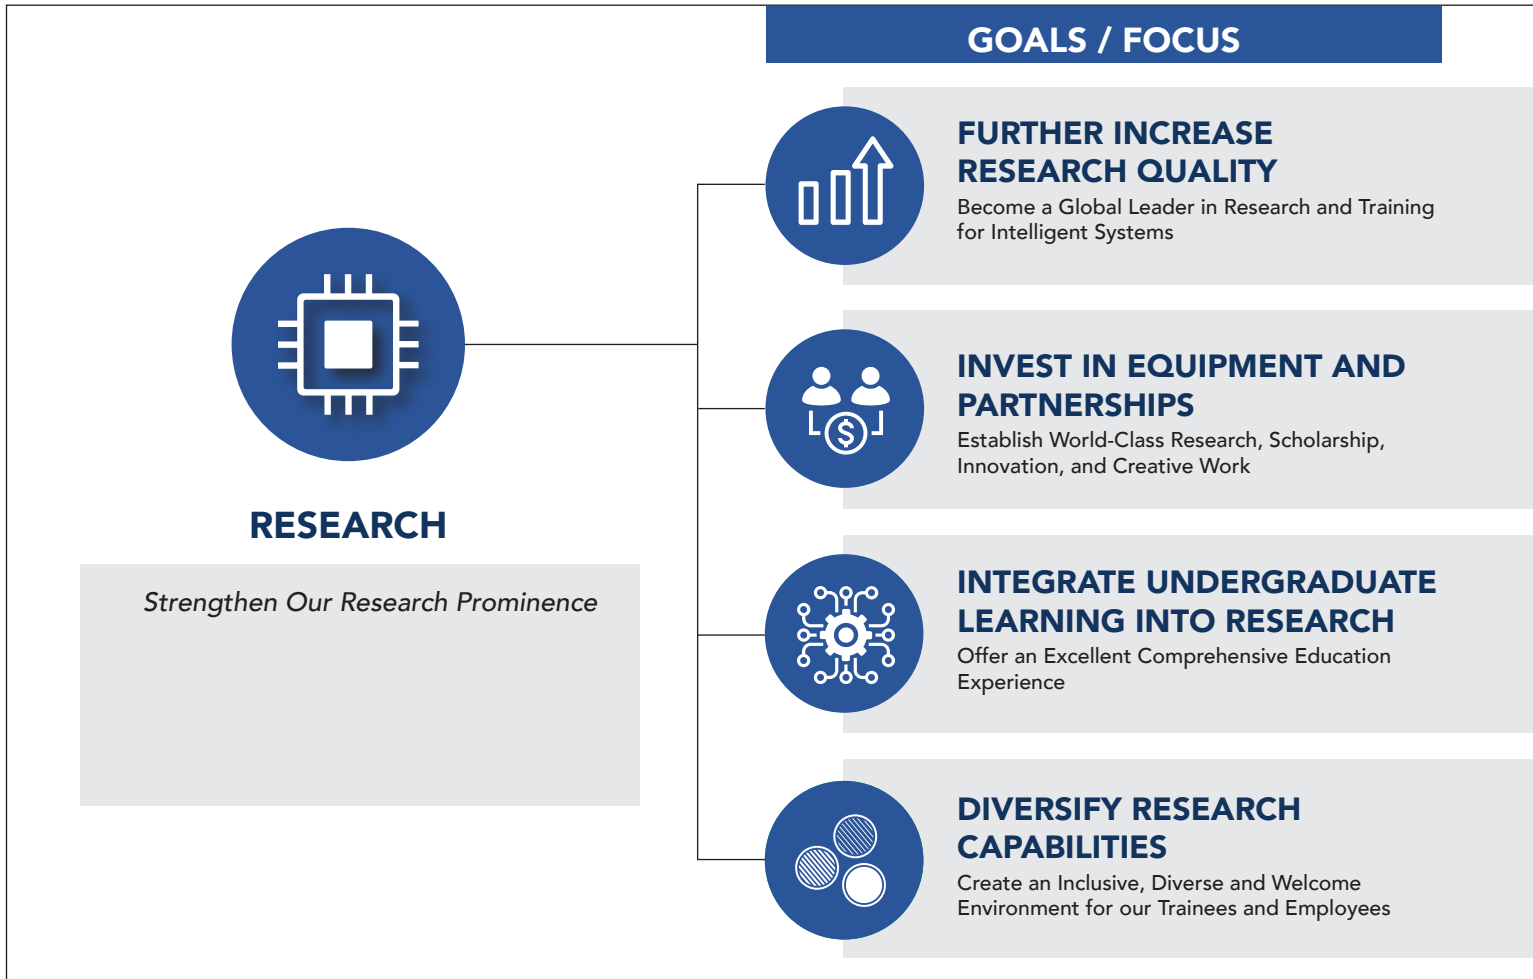 GOALS / FOCUS
RESEARCH
Strengthen Our Research Prominence
FURTHER INCREASE
RESEARCH QUALITY
Become a Global Leader in Research and Training
for Intelligent Systems
INVEST IN EQUIPMENT AND
PARTNERSHIPS
Establish World-Class Research, Scholarship,
Innovation, and Creative Work
INTEGRATE UNDERGRADUATE
LEARNING INTO RESEARCH
Offer an Excellent Comprehensive Education
Experience
DIVERSIFY RESEARCH
CAPABILITIES
Create an Inclusive, Diverse and Welcome
Environment for our Trainees and Employees